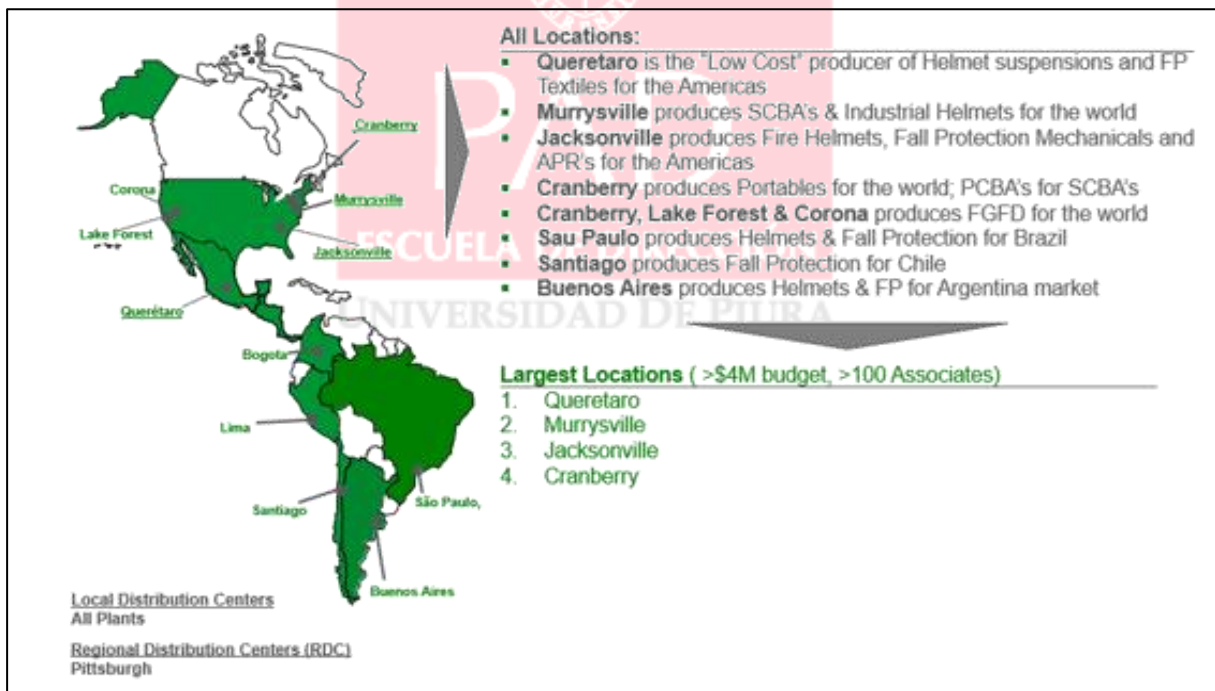 All Locations:
▪ Queretaro is the "Low Cost" producer of Helmet suspensions and FP
Textiles for the Americas
▪ Murrysville produces SCBA's & Industrial Helmets for the world
▪ Jacksonville produces Fire Helmets, Fall Protection Mechanicals and
APR's for the Americas
▪ Cranberry produces Portables for the world; PCBA's for SCBA's
▪ Cranberry, Lake Forest & Corona produces FGFD for the world
▪ Sau Paulo produces Helmets & Fall Protection for Brazil
▪ Santiago produces Fall Protection for Chile
▪ Buenos Aires produces Helmets & FP for Argentina market
Largest Locations ( >$4M budget, >100 Associates)
1. Queretaro
2. Murrysville
3. Jacksonville
4. Cranberry
Cranberry
Corona
Murrysville
Lake Forest
Jacksonville
Querétaro
Bogota
Lima
Santiago
São Paulo,
Buenos Aires
Local Distribution Centers
All Plants
Regional Distribution Centers (RDC)
Pittsburgh
PAD
ESCUELA DE DIRECCIÓN
UNIVERSIDAD DE PIURA